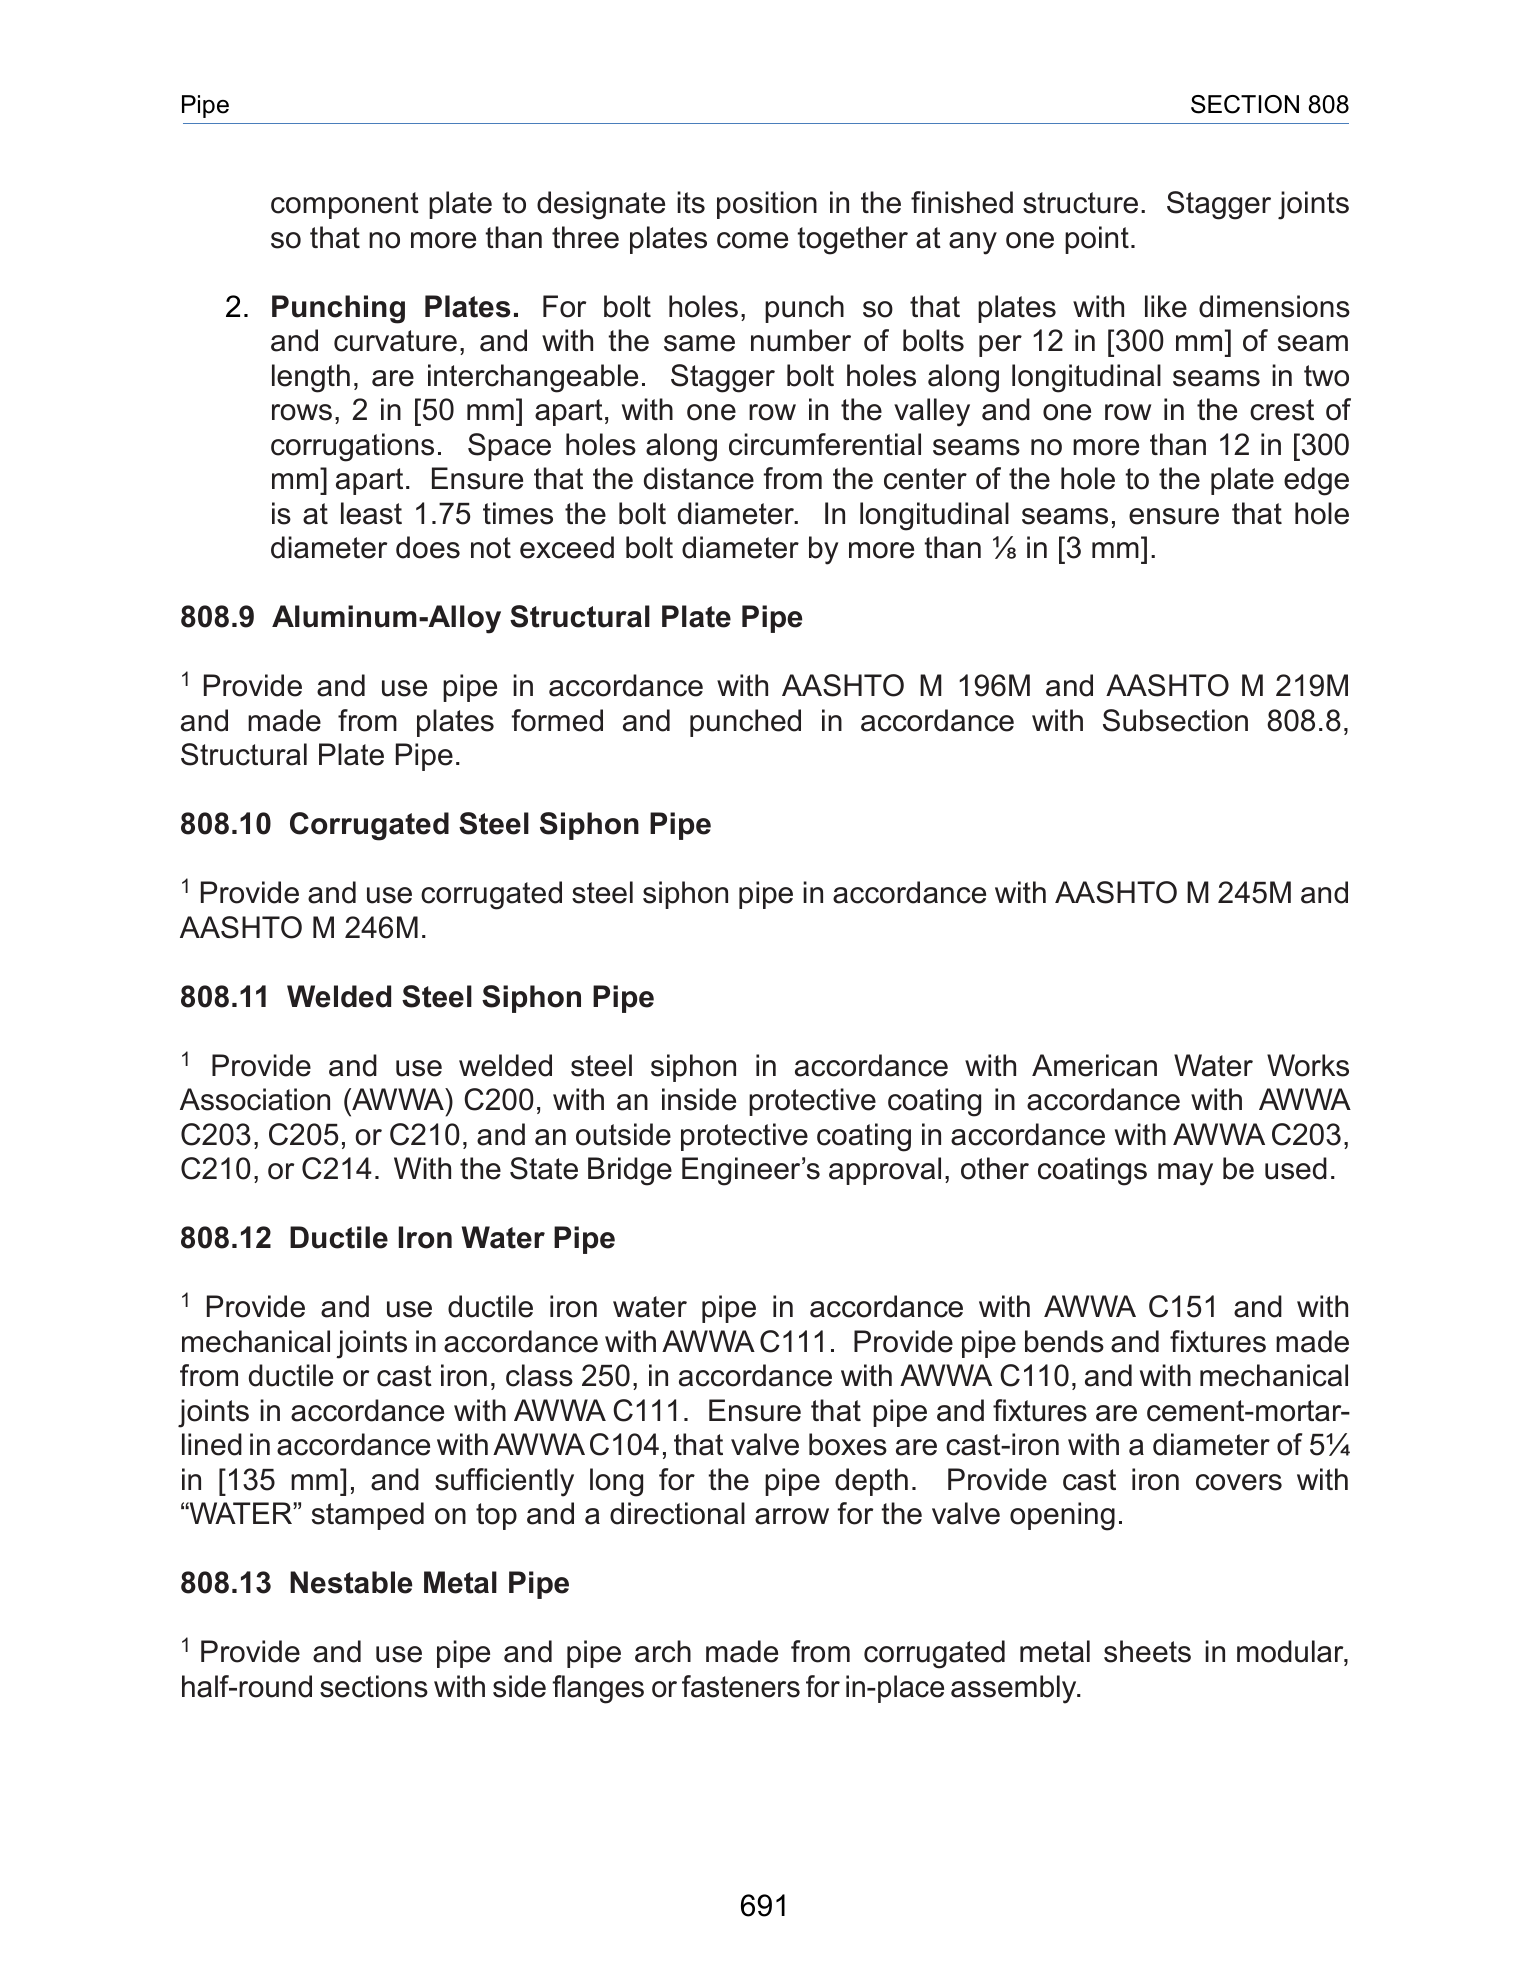 Pipe SECTION 808
component plate to designate its position in the finished structure. Stagger joints
so that no more than three plates come together at any one point.
2. Punching Plates. For bolt holes, punch so that plates with like dimensions
and curvature, and with the same number of bolts per 12 in [300 mm] of seam
length, are interchangeable. Stagger bolt holes along longitudinal seams in two
rows, 2 in [50 mm] apart, with one row in the valley and one row in the crest of
corrugations. Space holes along circumferential seams no more than 12 in [300
mm] apart. Ensure that the distance from the center of the hole to the plate edge
is at least 1.75 times the bolt diameter. In longitudinal seams, ensure that hole
diameter does not exceed bolt diameter by more than ⅛ in [3 mm].
808.9 Aluminum-Alloy Structural Plate Pipe
1 Provide and use pipe in accordance with AASHTO M 196M and AASHTO M 219M
and made from plates formed and punched in accordance with Subsection 808.8,
Structural Plate Pipe.
808.10 Corrugated Steel Siphon Pipe
1 Provide and use corrugated steel siphon pipe in accordance with AASHTO M 245M and
AASHTO M 246M.
808.11 Welded Steel Siphon Pipe
1 Provide and use welded steel siphon in accordance with American Water Works
Association (AWWA) C200, with an inside protective coating in accordance with AWWA
C203, C205, or C210, and an outside protective coating in accordance with AWWA C203,
C210, or C214. With the State Bridge Engineer’s approval, other coatings may be used.
808.12 Ductile Iron Water Pipe
1 Provide and use ductile iron water pipe in accordance with AWWA C151 and with
mechanical joints in accordance with AWWA C111. Provide pipe bends and fixtures made
from ductile or cast iron, class 250, in accordance with AWWA C110, and with mechanical
joints in accordance with AWWA C111. Ensure that pipe and fixtures are cement-mortar-
lined in accordance with AWWA C104, that valve boxes are cast-iron with a diameter of 5¼
in [135 mm], and sufficiently long for the pipe depth. Provide cast iron covers with
“WATER” stamped on top and a directional arrow for the valve opening.
808.13 Nestable Metal Pipe
1 Provide and use pipe and pipe arch made from corrugated metal sheets in modular,
half-round sections with side flanges or fasteners for in-place assembly.
691